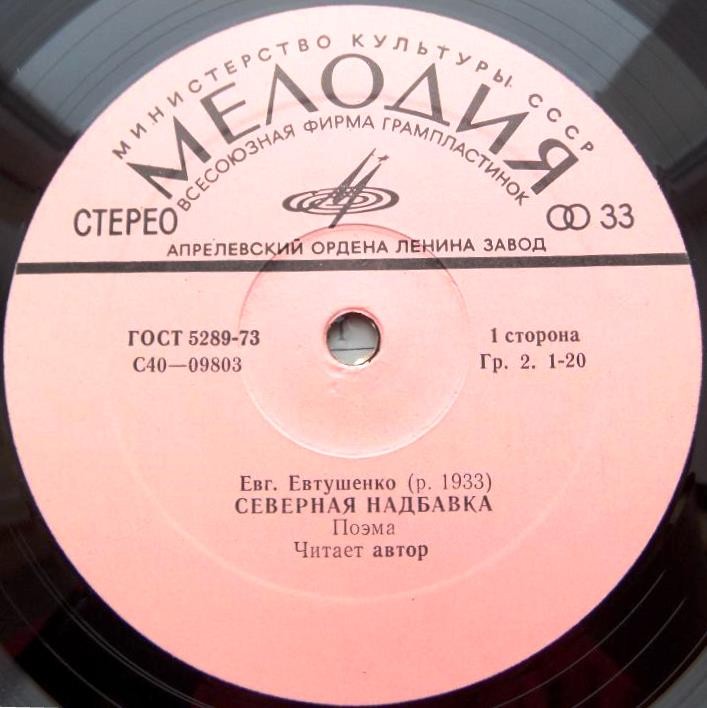 МИНИСТЕРСТВО КУЛЬТУРЫ СССР
МЕЛОДИЯ
ВСЕСОЮЗНАЯ ФИРМА ГРАМПЛАСТИНОК
СТЕРЕО
33
АПРЕЛЕВСКИЙ ОРДЕНА ЛЕНИНА ЗАВОД
ГОСТ 5289-73
1 сторона
С40—09803
Гр. 2. 1-20
Евг. Евтушенко (р. 1933)
СЕВЕРНАЯ НАДБАВКА
Поэма
Читает автор